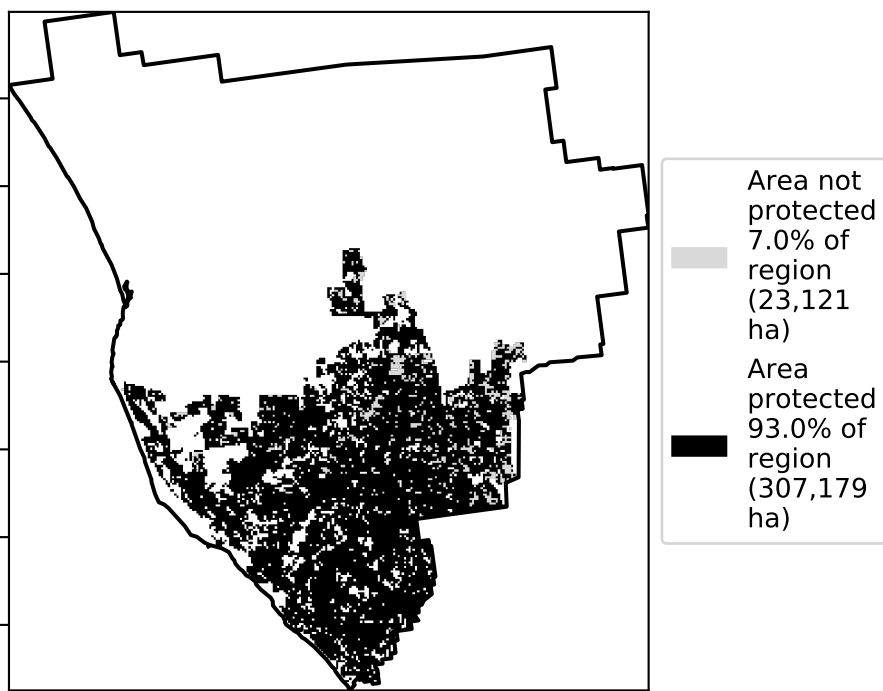 Area not
protected
7.0% of
region
(23,121
ha)
Area
protected
93.0% of
region
(307,179
ha)